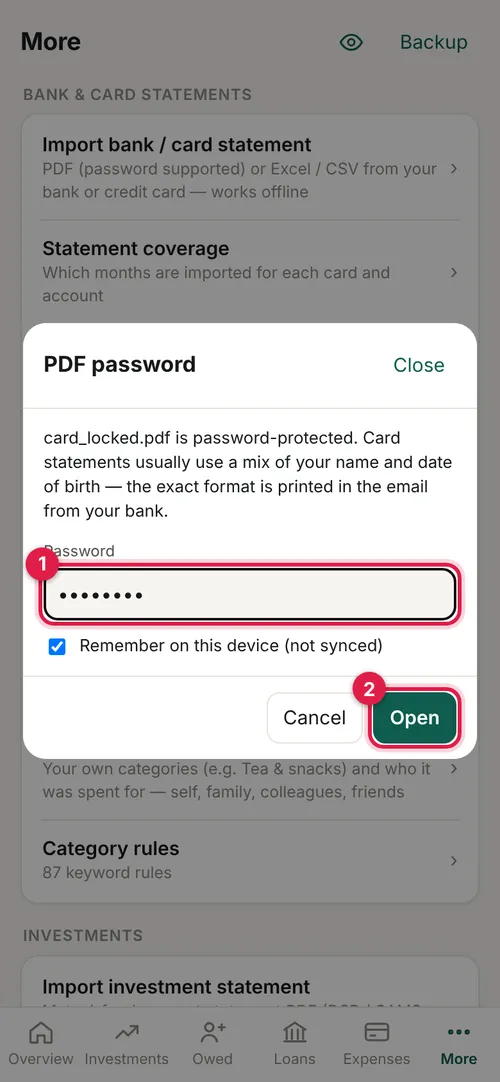 More
Backup
BANK & CARD STATEMENTS
Import bank / card statement
PDF (password supported) or Excel / CSV from your
bank or credit card — works offline
Statement coverage
Which months are imported for each card and
account
PDF password
Close
card_locked.pdf is password-protected. Card
statements usually use a mix of your name and date
of birth — the exact format is printed in the email
from your bank.
Password
1
••••••••
Remember on this device (not synced)
2
Cancel
Open
Your own categories (e.g. Tea & snacks) and who it
was spent for — self, family, colleagues, friends
Category rules
87 keyword rules
INVESTMENTS
Import investment statement
Overview
Investments
Owed
Loans
Expenses
More